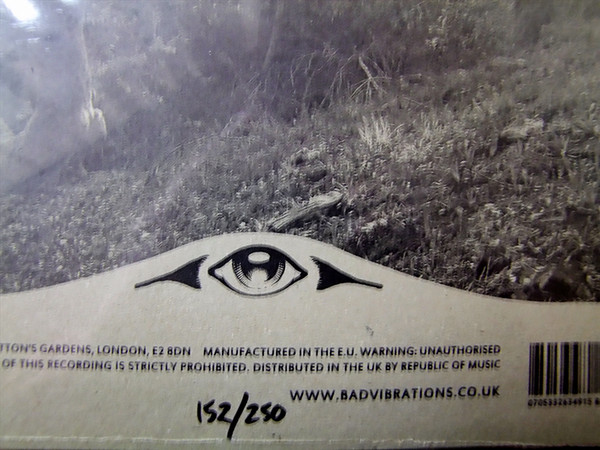 TTON'S GARDENS, LONDON, E2 8DN MANUFACTURED IN THE E.U. WARNING: UNAUTHORISED
OF THIS RECORDING IS STRICTLY PROHIBITED. DISTRIBUTED IN THE UK BY REPUBLIC OF MUSIC
WWW.BADVIBRATIONS.CO.UK
152/250